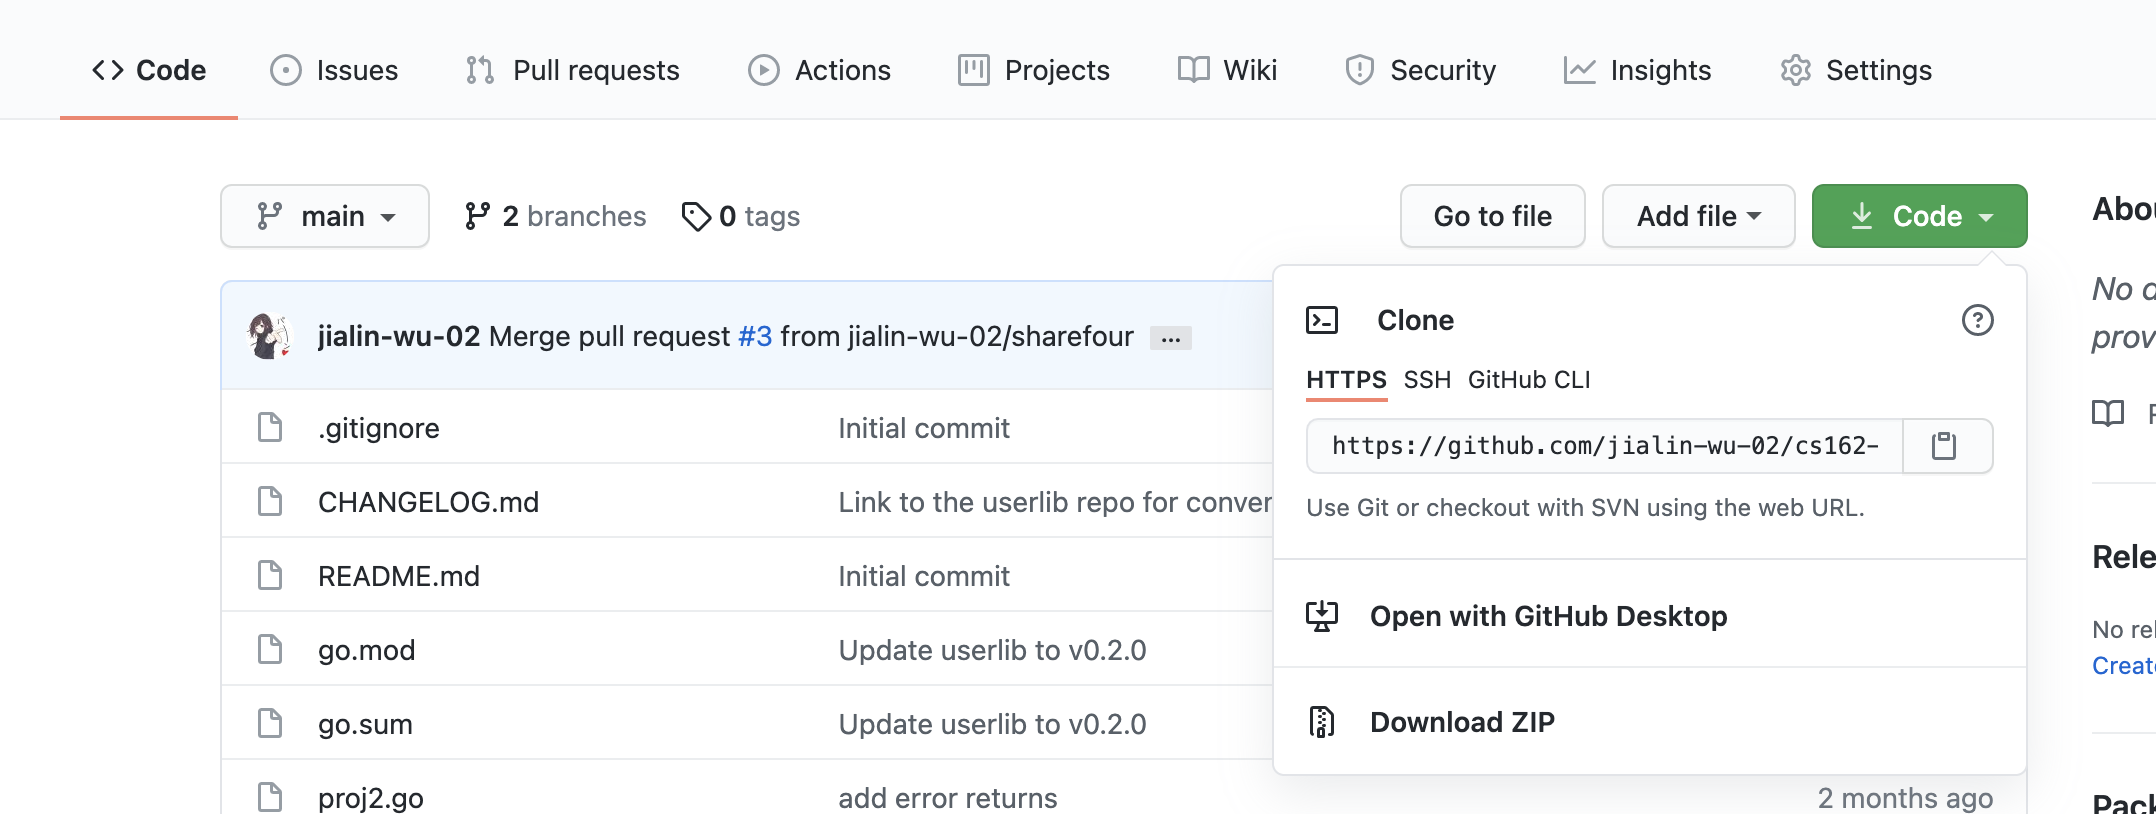 Code Issues Pull requests Actions Projects Wiki Security Insights Settings
main 2 branches 0 tags Go to file Add file Code
jialin-wu-02 Merge pull request #3 from jialin-wu-02/sharefour ...
.gitignore Initial commit
CHANGELOG.md Link to the userlib repo for conver
README.md Initial commit
go.mod Update userlib to v0.2.0
go.sum Update userlib to v0.2.0
proj2.go add error returns 2 months ago
Clone
HTTPS SSH GitHub CLI
https://github.com/jialin-wu-02/cs162-
Use Git or checkout with SVN using the web URL.
Open with GitHub Desktop
Download ZIP
Abou
No d
prov
Rele
No rel
Create
Pack